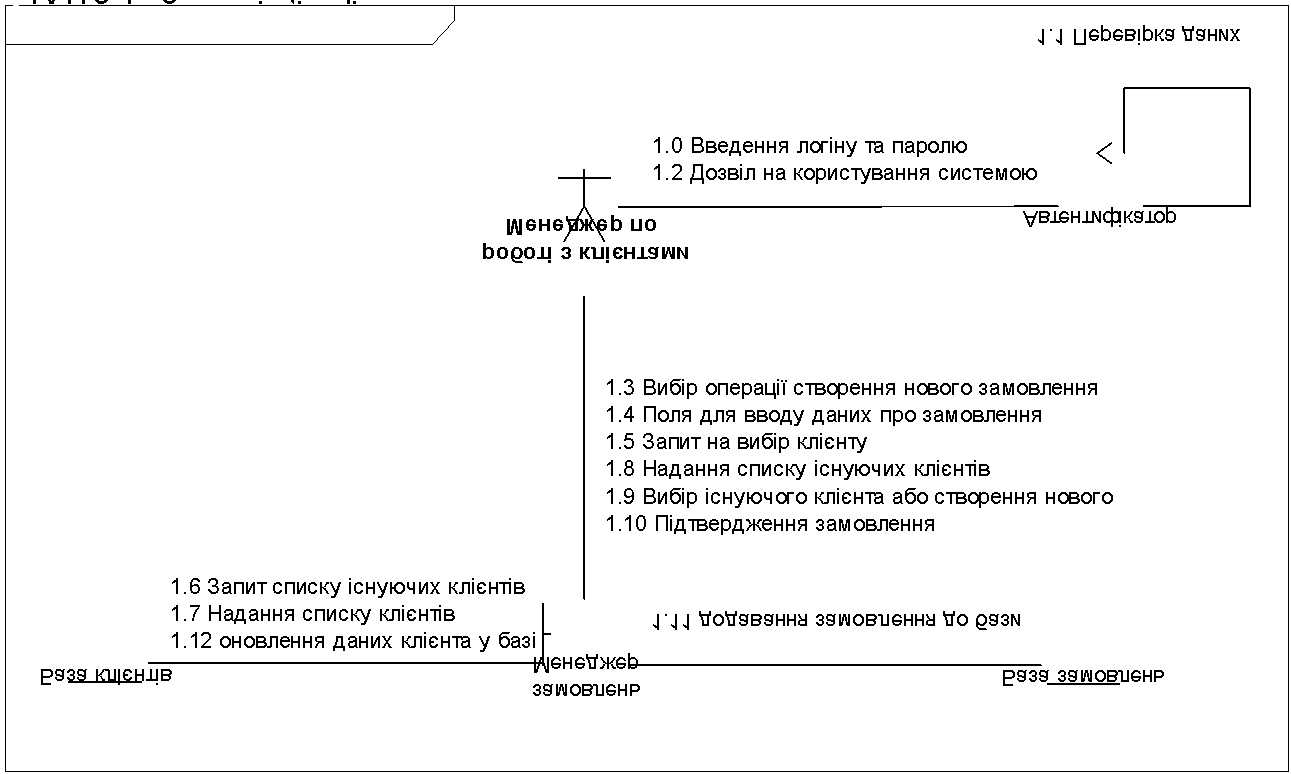 1.1 Перевірка даних
1.0 Введення логіну та паролю
1.2 Дозвіл на користування системою
Автентифікатор
Менеджер по
роботі з клієнтами
1.3 Вибір операції створення нового замовлення
1.4 Поля для вводу даних про замовлення
1.5 Запит на вибір клієнту
1.8 Надання списку існуючих клієнтів
1.9 Вибір існуючого клієнта або створення нового
1.10 Підтвердження замовлення
1.6 Запит списку існуючих клієнтів
1.7 Надання списку клієнтів
1.12 оновлення даних клієнта у базі
1.11 додавання замовлення до бази
База клієнтів
Менеджер
замовлень
База замовлень